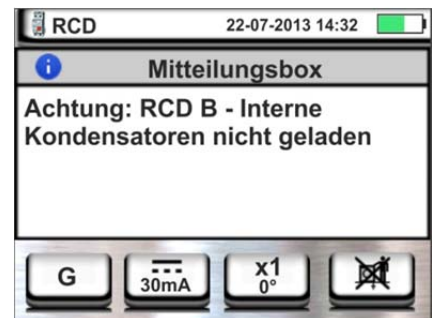 RCD 22-07-2013 14:32
Mitteilungsbox
Achtung: RCD B - Interne
Kondensatoren nicht geladen
G
30mA
x1
0°